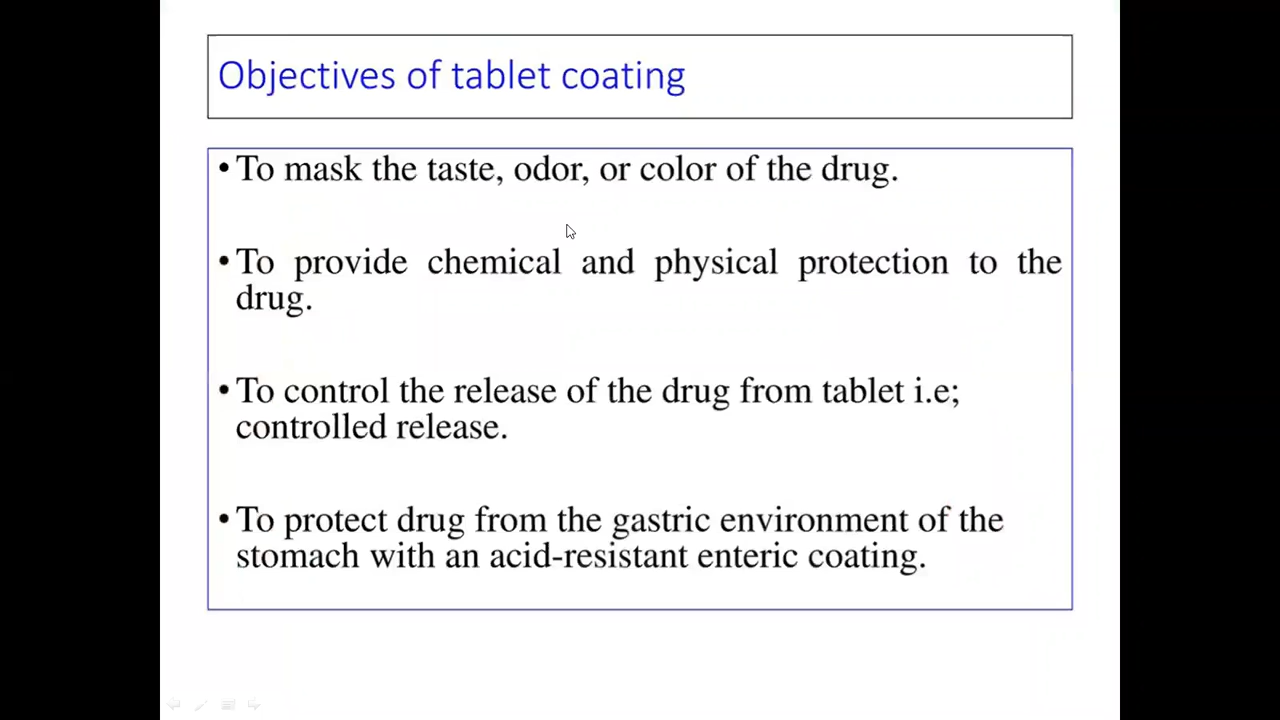 Objectives of tablet coating
•To mask the taste, odor, or color of the drug.
•To provide chemical and physical protection to the
drug.
•To control the release of the drug from tablet i.e;
controlled release.
•To protect drug from the gastric environment of the
stomach with an acid-resistant enteric coating.